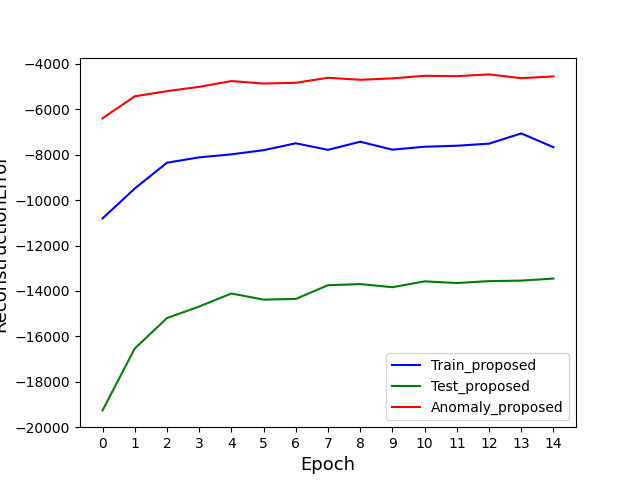 −4000
−6000
−8000
−10000
−12000
−14000
−16000
−18000
−20000
ReconstructionError
0 1 2 3 4 5 6 7 8 9 10 11 12 13 14
Epoch
Train_proposed
Test_proposed
Anomaly_proposed